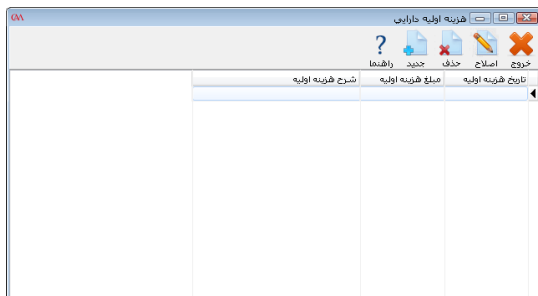 هزینه اولیه دارایی
خروج اصلاح حذف جدید راهنما
تاریخ هزینه اولیه مبلغ هزینه اولیه شرح هزینه اولیه